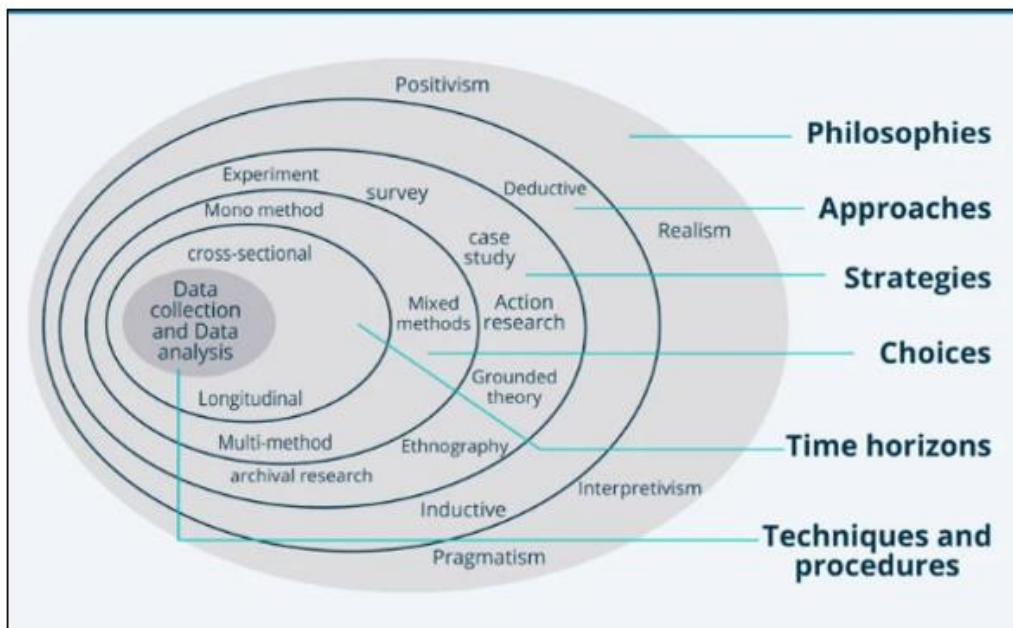 Positivism
Philosophies
Experiment
survey
Deductive
Approaches
Mono method
Realism
case
study
cross-sectional
Strategies
Data
collection
and Data
analysis
Mixed
methods
Action
research
Choices
Grounded
theory
Longitudinal
Multi-method
Ethnography
Time horizons
archival research
Interpretivism
Inductive
Pragmatism
Techniques and
procedures